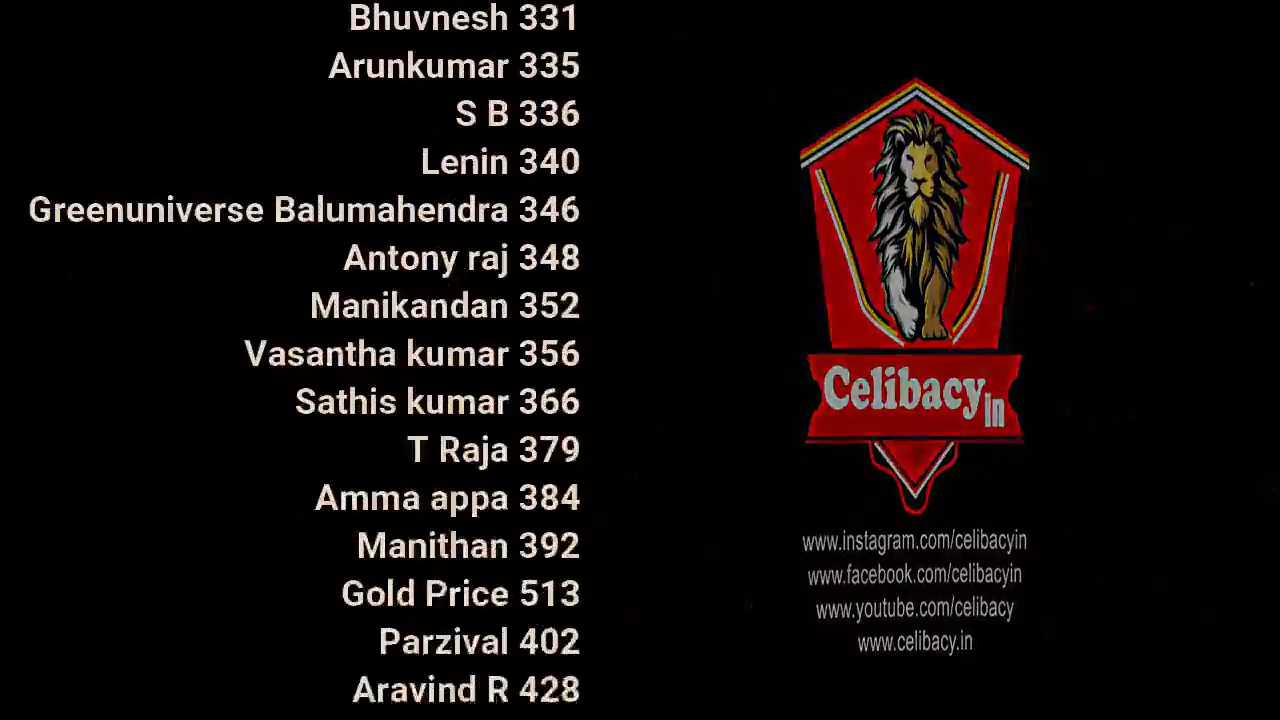 Bhuvnesh 331
Arunkumar 335
S B 336
Lenin 340
Greenuniverse Balumahendra 346
Antony raj 348
Manikandan 352
Vasantha kumar 356
Sathis kumar 366
T Raja 379
Amma appa 384
Manithan 392
Gold Price 513
Parzival 402
Aravind R 428
Celibacy in
www.instagram.com/celibacyin
www.facebook.com/celibacyin
www.youtube.com/celibacy
www.celibacy.in